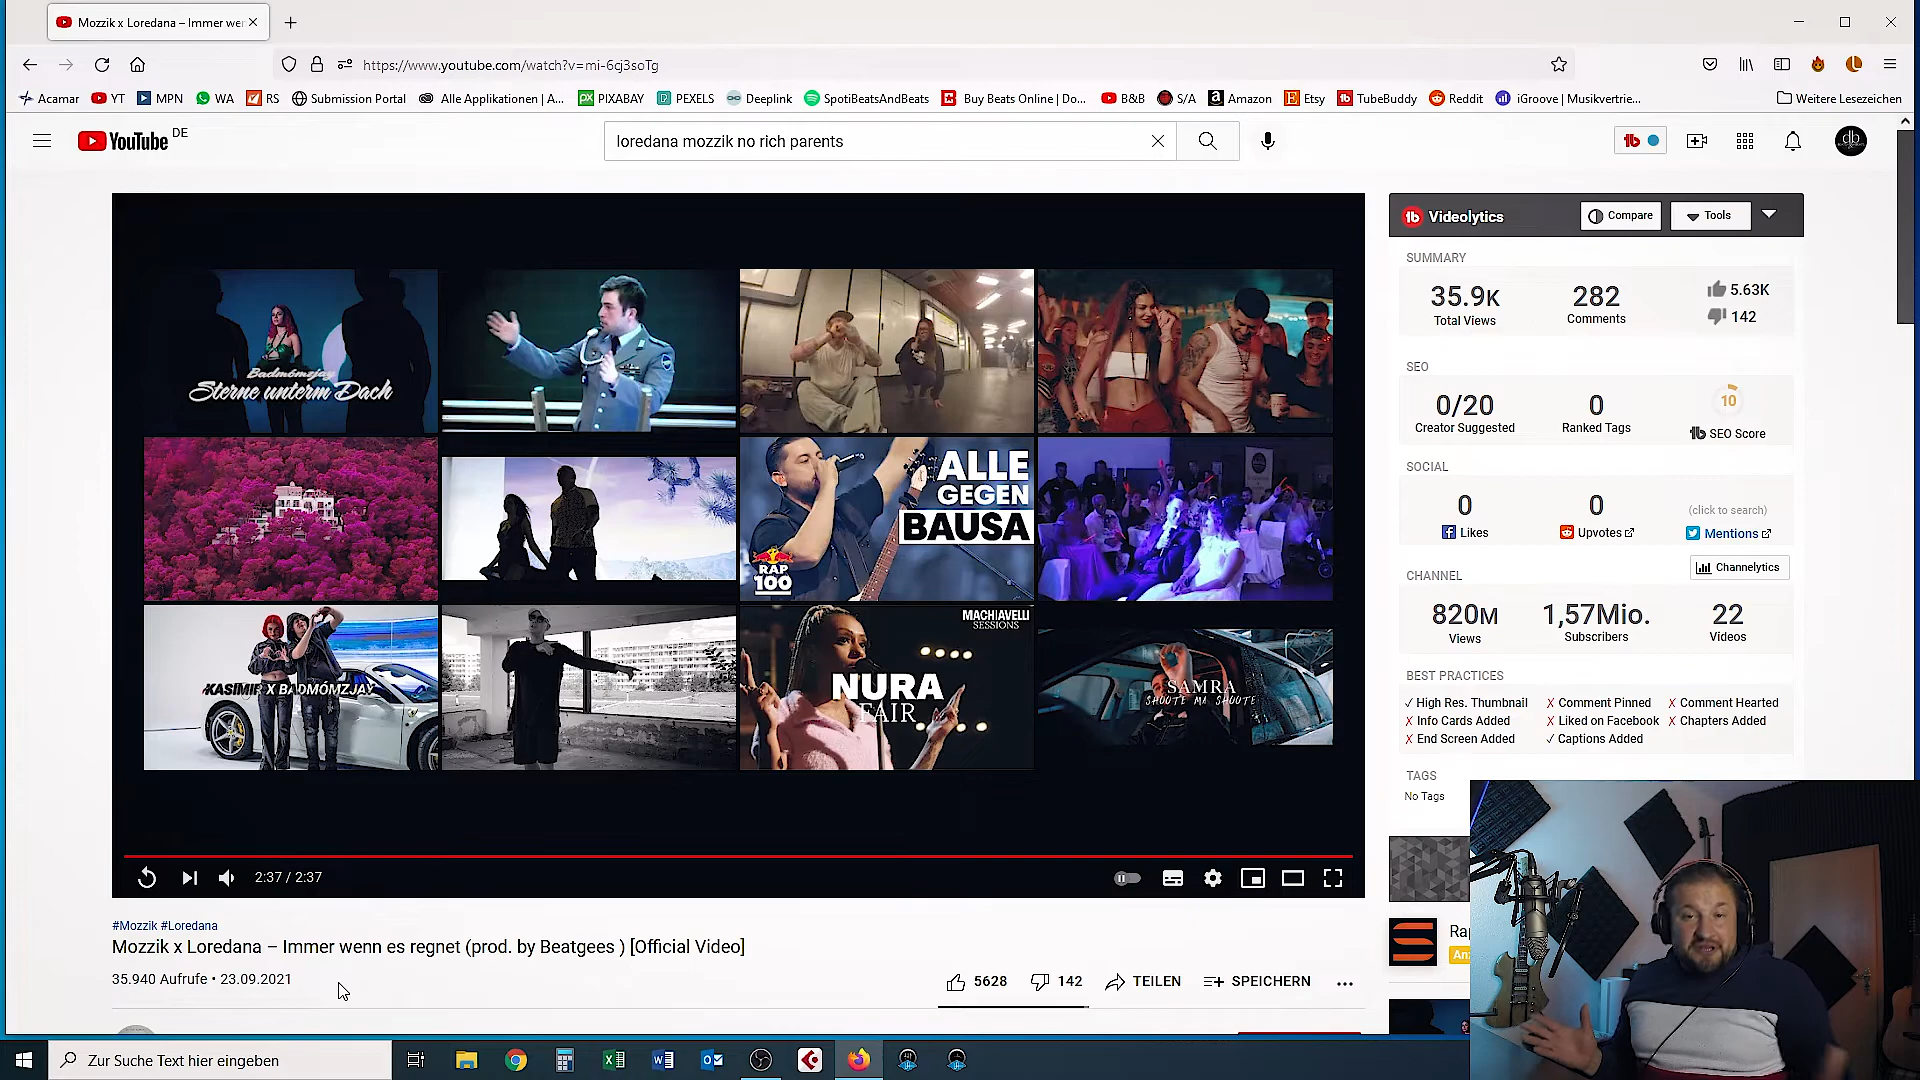 Mozzik x Loredana – Immer wer
https://www.youtube.com/watch?v=mi-6cj3soTg
Acamar
YT
MPN
WA
RS
Submission Portal
Alle Applikationen | A...
PIXABAY
PEXELS
Deeplink
SpotiBeatsAndBeats
Buy Beats Online | Do...
B&B
S/A
Amazon
Etsy
TubeBuddy
Reddit
iGroove | Musikvertrie...
Weitere Lesezeichen
YouTube DE
loredana mozzik no rich parents
db
Badmómzjay
Sterne unterm Dach
ALLE
GEGEN
BAUSA
RAP
100
KASIMIR X BADMÓMZJAY
MACHIAVELLI
SESSIONS
NURA
FAIR
SAMRA
SHOOTE MA SHOOTE
2:37 / 2:37
#Mozzik #Loredana
Mozzik x Loredana – Immer wenn es regnet (prod. by Beatgees ) [Official Video]
35.940 Aufrufe • 23.09.2021
5628
142
TEILEN
SPEICHERN
Videolytics
Compare
Tools
SUMMARY
35.9K
Total Views
282
Comments
5.63K
142
SEO
0/20
Creator Suggested
0
Ranked Tags
10
SEO Score
SOCIAL
0
Likes
0
Upvotes
(click to search)
Mentions
CHANNEL
Channelytics
820M
Views
1,57Mio.
Subscribers
22
Videos
BEST PRACTICES
✓ High Res. Thumbnail
X Comment Pinned
X Comment Hearted
X Info Cards Added
X Liked on Facebook
X Chapters Added
X End Screen Added
✓ Captions Added
TAGS
No Tags
Ra
An
Zur Suche Text hier eingeben